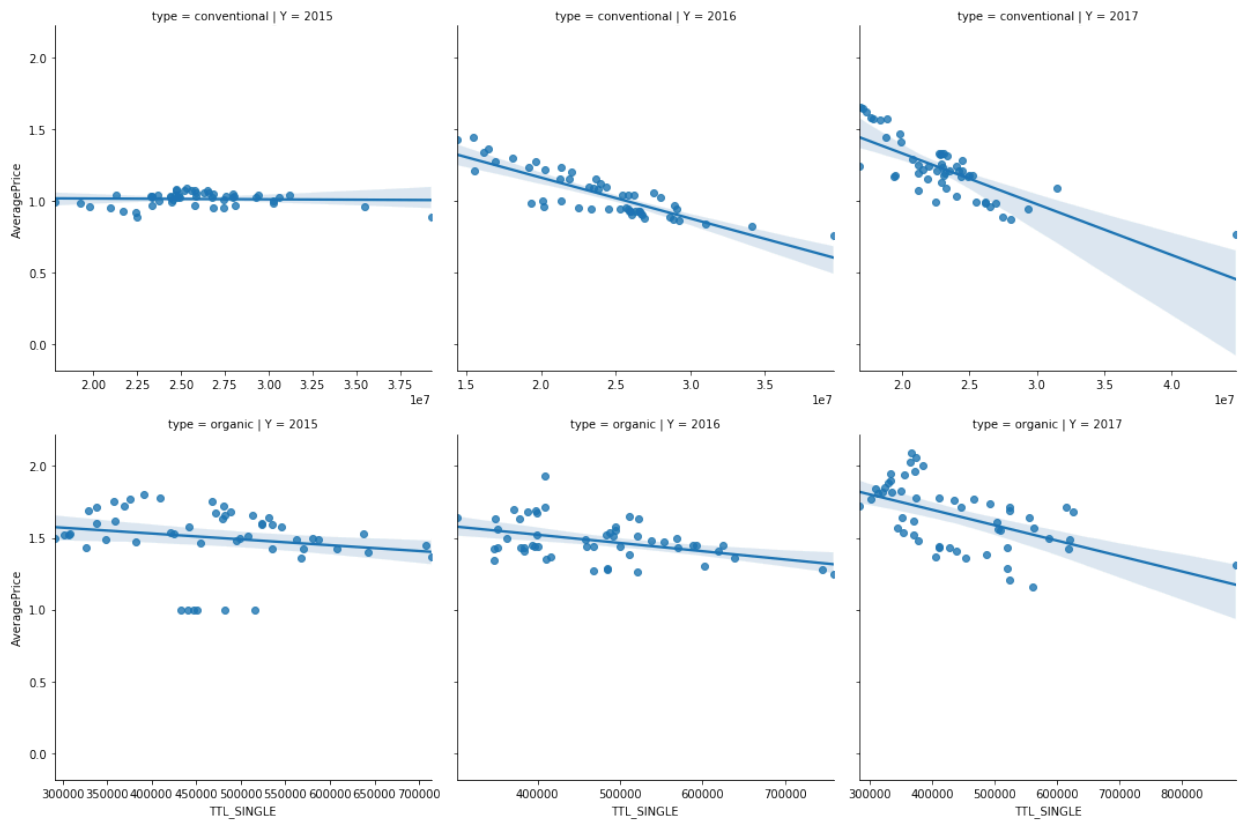 type = conventional | Y = 2015
type = conventional | Y = 2016
type = conventional | Y = 2017
2.0
1.5
1.0
0.5
0.0
AveragePrice
2.00 2.25 2.50 2.75 3.00 3.25 3.50 3.75
1e7
1.5 2.0 2.5 3.0 3.5
1e7
2.0 2.5 3.0 3.5 4.0
1e7
type = organic | Y = 2015
type = organic | Y = 2016
type = organic | Y = 2017
2.0
1.5
1.0
0.5
0.0
AveragePrice
300000 350000 400000 450000 500000 550000 600000 650000 700000
400000 500000 600000 700000
300000 400000 500000 600000 700000 800000
TTL_SINGLE
TTL_SINGLE
TTL_SINGLE